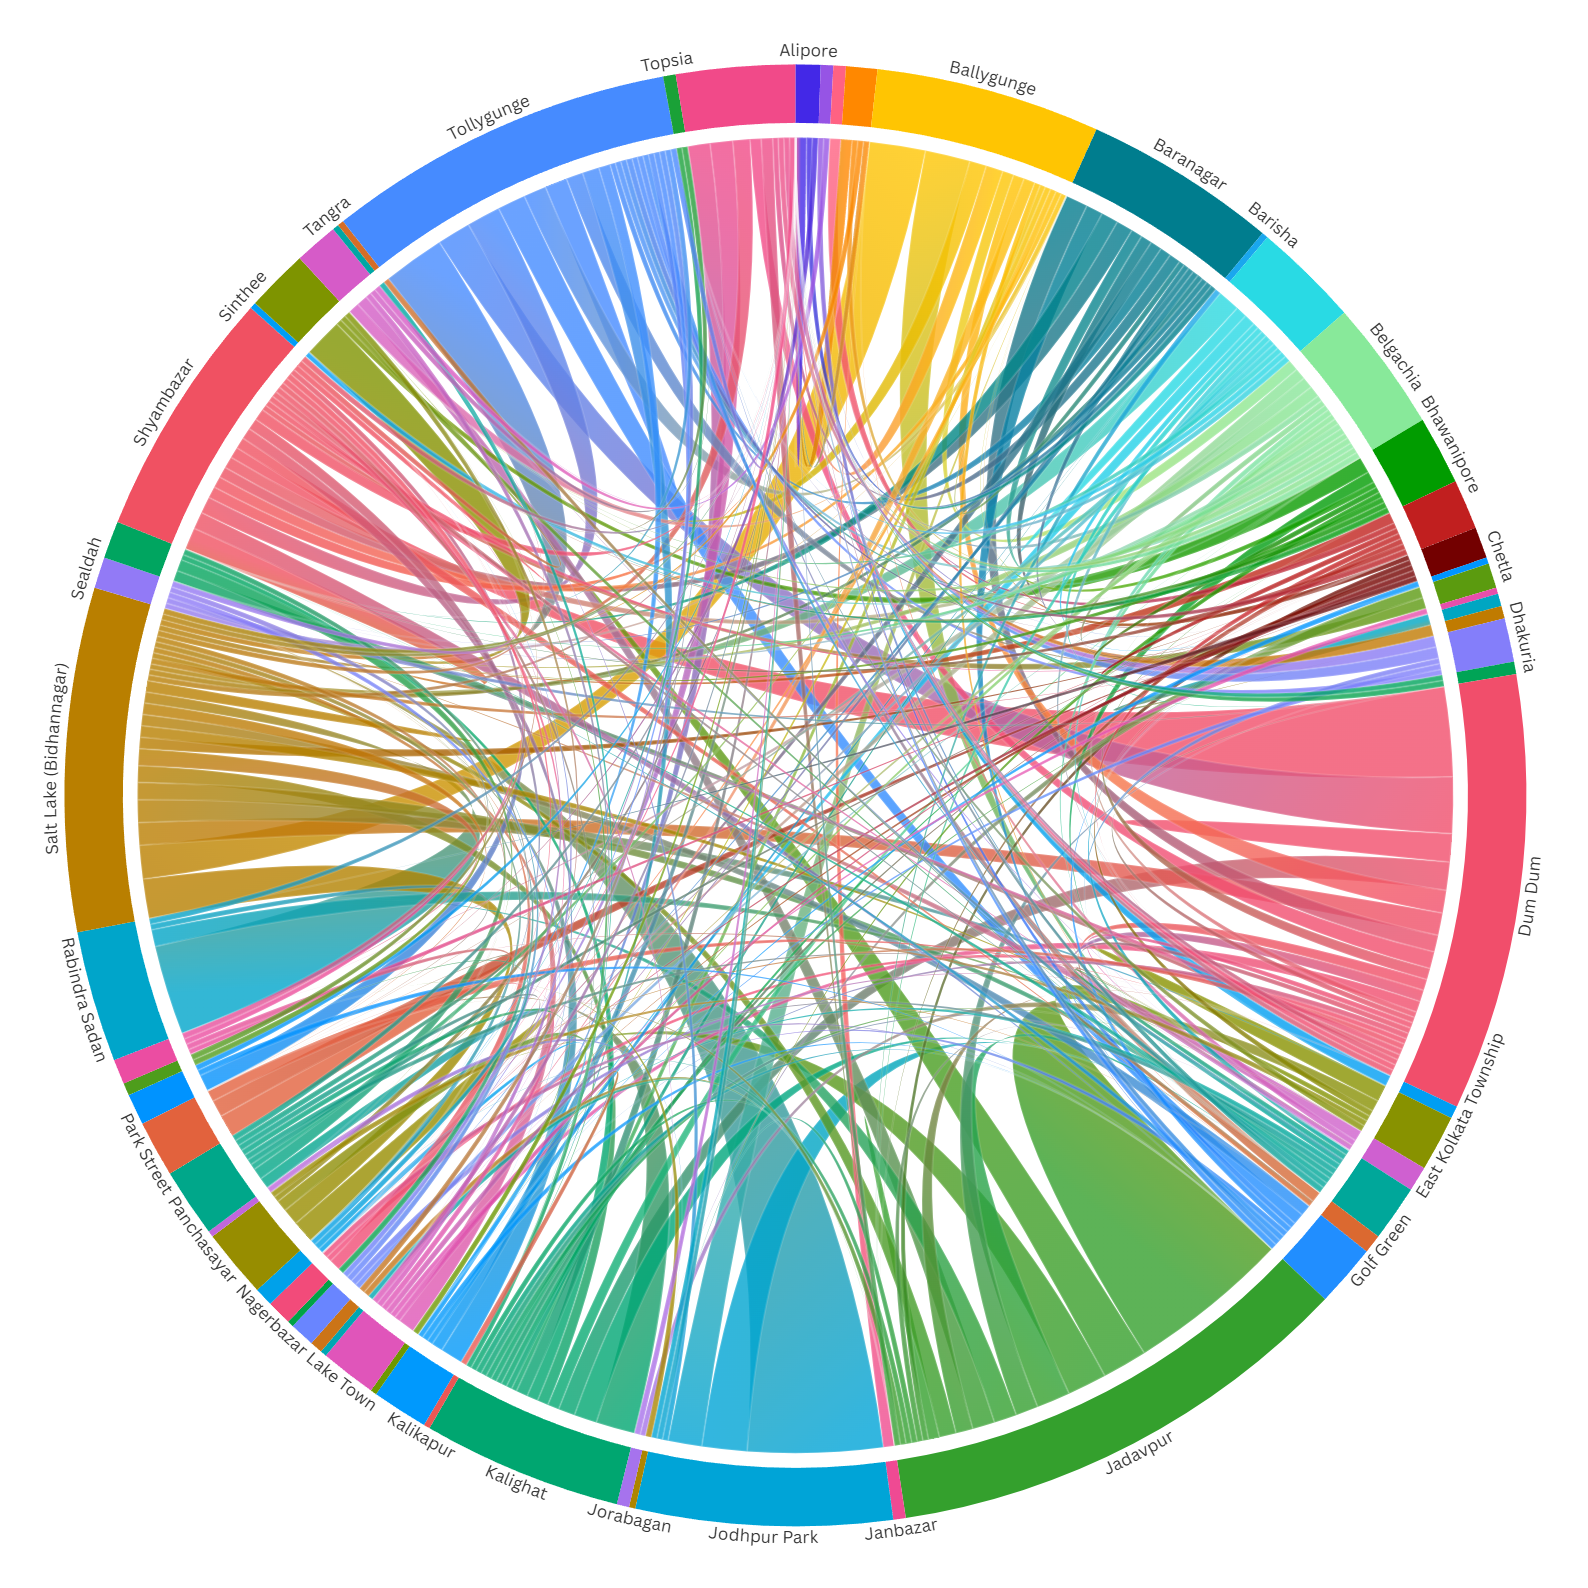 Alipore
Ballygunge
Baranagar
Barisha
Belgachia
Bhawanipore
Chetla
Dhakuria
Dum Dum
East Kolkata Township
Golf Green
Jadavpur
Janbazar
Jodhpur Park
Jorabagan
Kalighat
Kalikapur
Lake Town
Nagerbazar
Panchasayar
Park Street
Rabindra Sadan
Salt Lake (Bidhannagar)
Sealdah
Shyambazar
Sinthee
Tangra
Tollygunge
Topsia